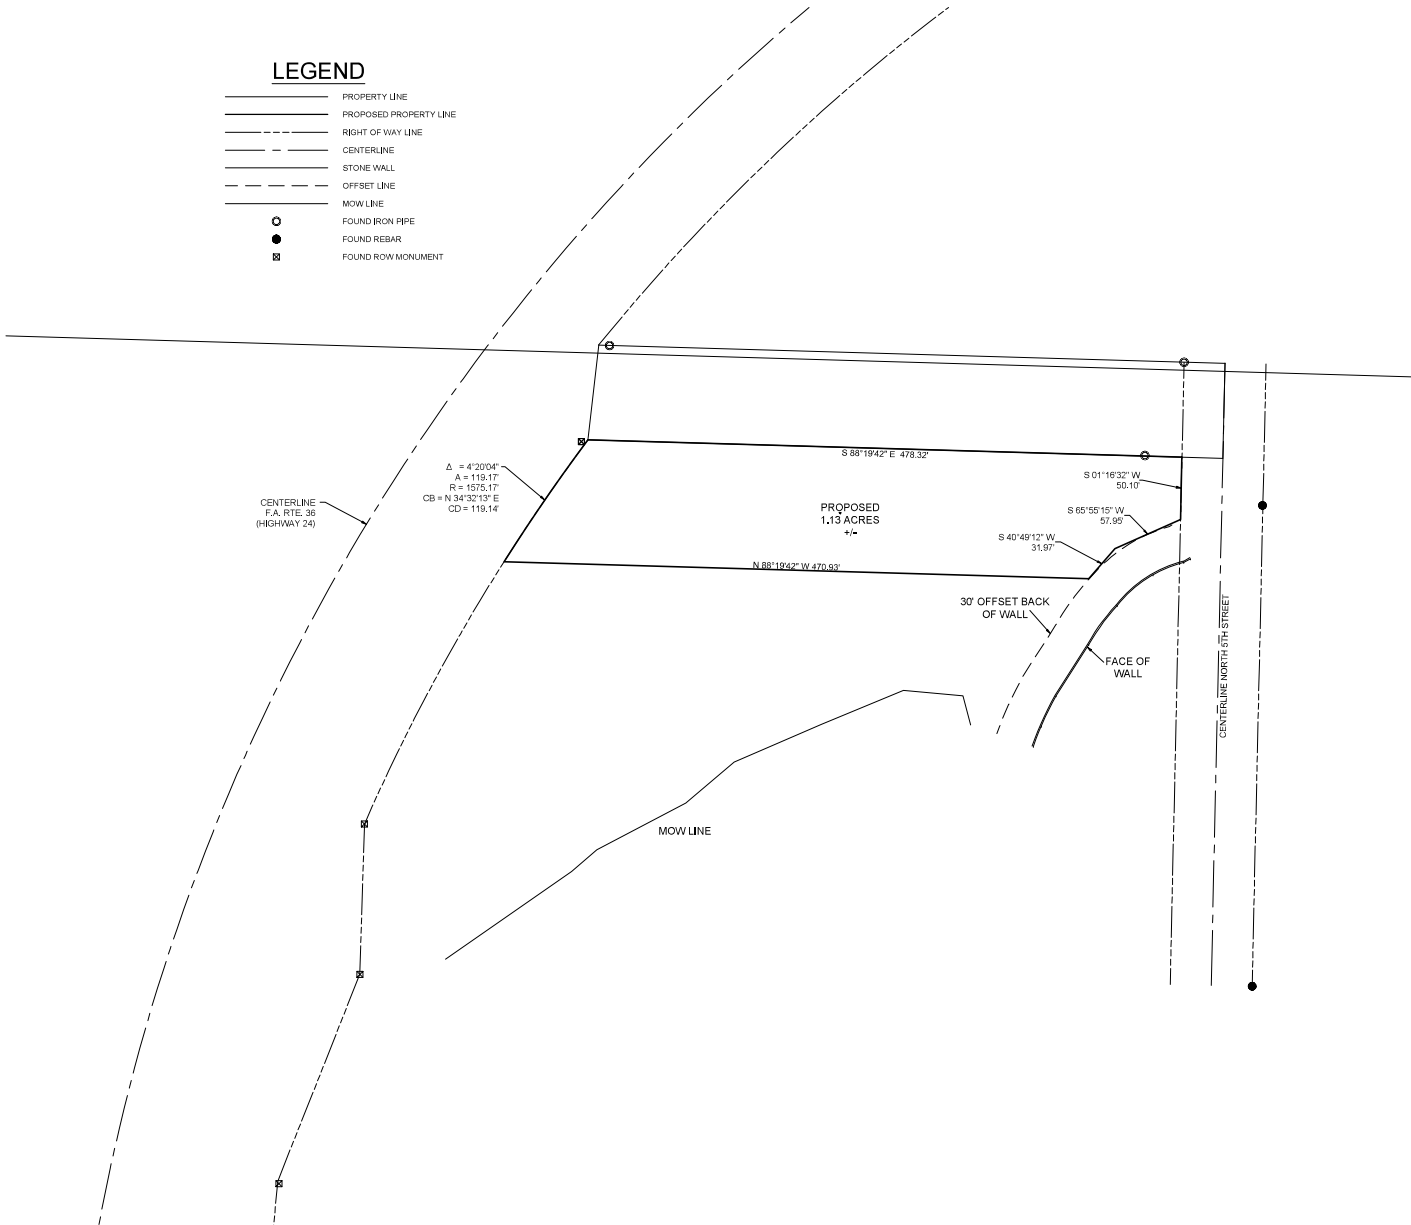 LEGEND
PROPERTY LINE
PROPOSED PROPERTY LINE
RIGHT OF WAY LINE
CENTERLINE
STONE WALL
OFFSET LINE
MOW LINE
FOUND IRON PIPE
FOUND REBAR
FOUND ROW MONUMENT
S 88°19'42" E 478.32'
Δ = 4°20'04"
A = 119.17'
R = 1575.17'
CB = N 34°32'13" E
CD = 119.14'
S 01°16'32" W
50.10'
CENTERLINE
F.A. RTE. 36
(HIGHWAY 24)
PROPOSED
1.13 ACRES
+/-
S 65°55'15" W
57.95'
S 40°49'12" W
31.97'
N 88°19'42" W 470.93'
30' OFFSET BACK
OF WALL
FACE OF
WALL
CENTERLINE NORTH 5TH STREET
MOW LINE